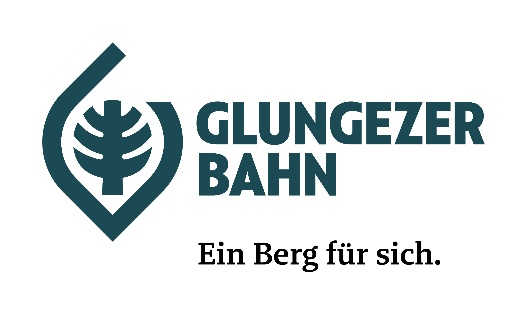 GLUNGEZER
BAHN
Ein Berg für sich.